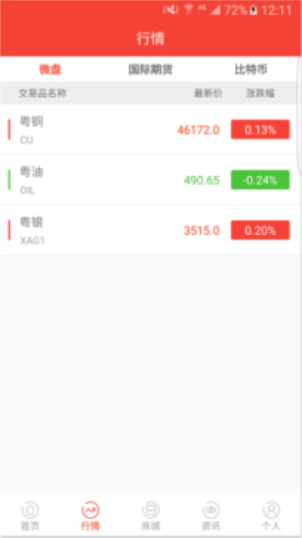 72% 12:11
行情
微盘 国际期货 比特币
交易品名称 最新价 涨跌幅
粤铜 46172.0 0.13%
CU
粤油 490.65 -0.24%
OIL
粤银 3515.0 0.20%
XAG1
首页 行情 商城 资讯 个人